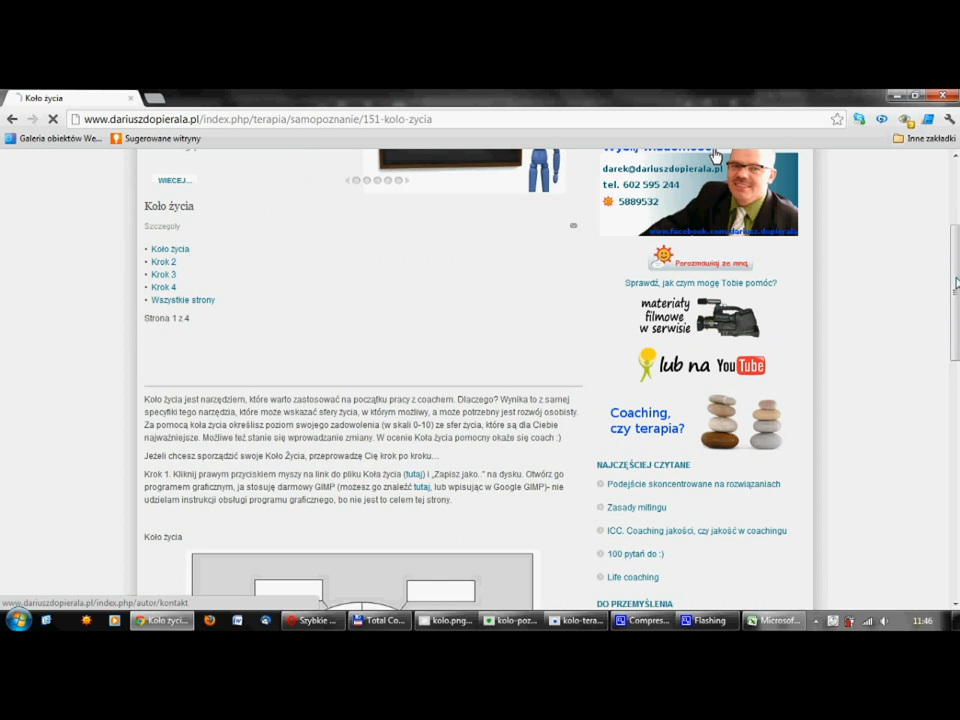 Koło życia
www.dariuszdopierala.pl/index.php/terapia/samopoznanie/151-kolo-zycia
Galeria obiektów We...
Sugerowane witryny
Inne zakładki
WIECEJ...
Koło życia
Szczegoly
• Koło życia
• Krok 2
• Krok 3
• Krok 4
• Wszystkie strony
Strona 1 z 4
Koło życia jest narzędziem, które warto zastosować na początku pracy z coachem. Dlaczego? Wynika to z samej
specyfiki tego narzędzia, które może wskazać sfery życia, w którym możliwy, a może potrzebny jest rozwój osobisty.
Za pomocą koła życia określisz poziom swojego zadowolenia (w skali 0-10) ze sfer życia, które są dla Ciebie
najważniejsze. Możliwe też stanie się wprowadzanie zmiany. W ocenie Koła życia pomocny okaże się coach :)
Jeżeli chcesz sporządzić swoje Koło Życia, przeprowadzę Cię krok po kroku...
Krok 1. Kliknij prawym przyciskiem myszy na link do pliku Koła życia (tutaj) i „Zapisz jako..” na dysku. Otwórz go
programem graficznym, ja stosuję darmowy GIMP (możesz go znaleźć tutaj, lub wpisując w Google GIMP)- nie
udzielam instrukcji obsługi programu graficznego, bo nie jest to celem tej strony.
Koło życia
darek@dariuszdopierala.pl
tel. 602 595 244
5889532
www.facebook.com/dariusz.dopierala
Porozmawiaj ze mną
Sprawdź, jak czym mogę Tobie pomóc?
materiały
filmowe
w serwisie
lub na YouTube
Coaching,
czy terapia?
NAJCZĘŚCIEJ CZYTANE
Podejście skoncentrowane na rozwiązaniach
Zasady mitingu
ICC. Coaching jakości, czy jakość w coachingu
100 pytań do :)
Life coaching
DO PRZEMYŚLENIA
www.dariuszdopierala.pl/index.php/autor/kontakt
Koło życi...
Szybkie ...
Total Co...
kolo.png...
kolo-poz...
kolo-tera...
Compres...
Flashing
Microsof...
11:46